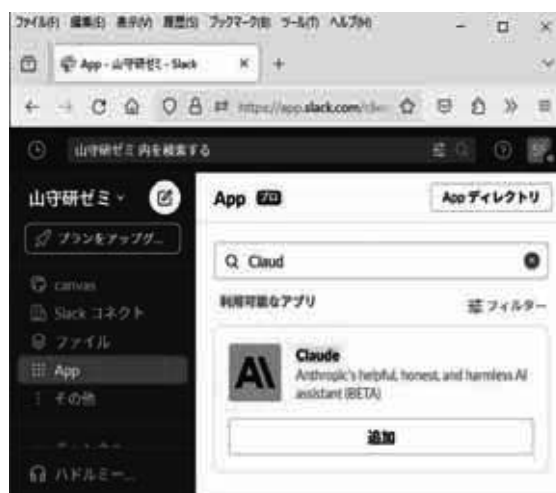 ファイル(F) 編集(E) 表示(V) 履歴(S) ブックマーク(B) ツール(T) ヘルプ(H)
App - 山守研ゼミ - Slack
https://app.slack.com/clie
山守研ゼミ 内を検索する
山守研ゼミ
App プロ
App ディレクトリ
プランをアップグ...
Claud
canvas
利用可能なアプリ
フィルター
Slack コネクト
ファイル
App
その他
Claude
Anthropic's helpful, honest, and harmless AI
assistant (BETA)
追加
ハドルミー...